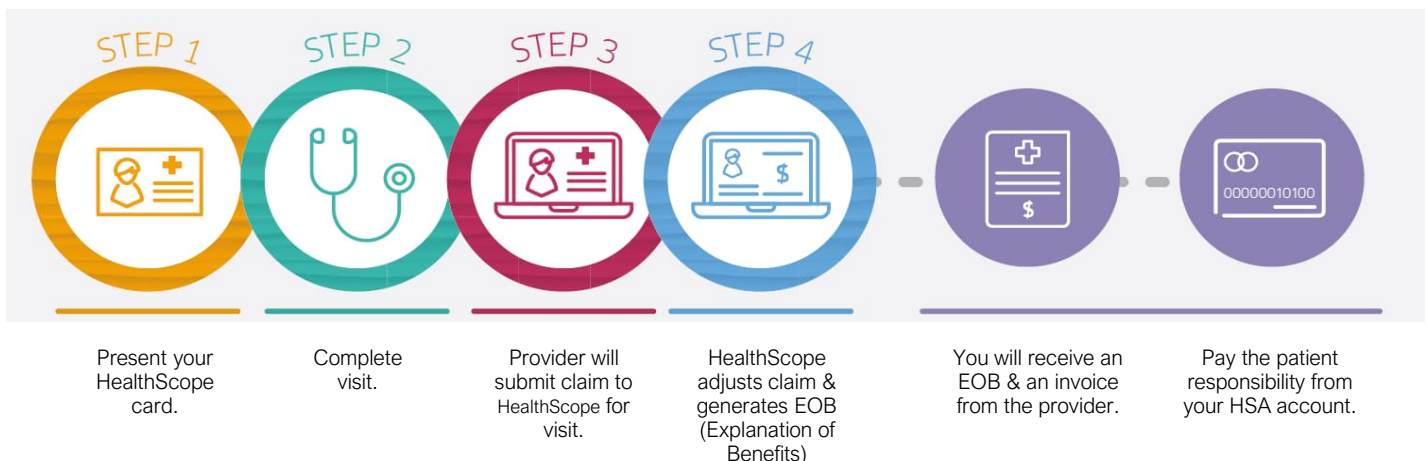 STEP 1
STEP 2
STEP 3
STEP 4
$
$
00000010100
Present your
HealthScope
card.
Complete
visit.
Provider will
submit claim to
HealthScope for
visit.
HealthScope
adjusts claim &
generates EOB
(Explanation of
Benefits)
You will receive an
EOB & an invoice
from the provider.
Pay the patient
responsibility from
your HSA account.